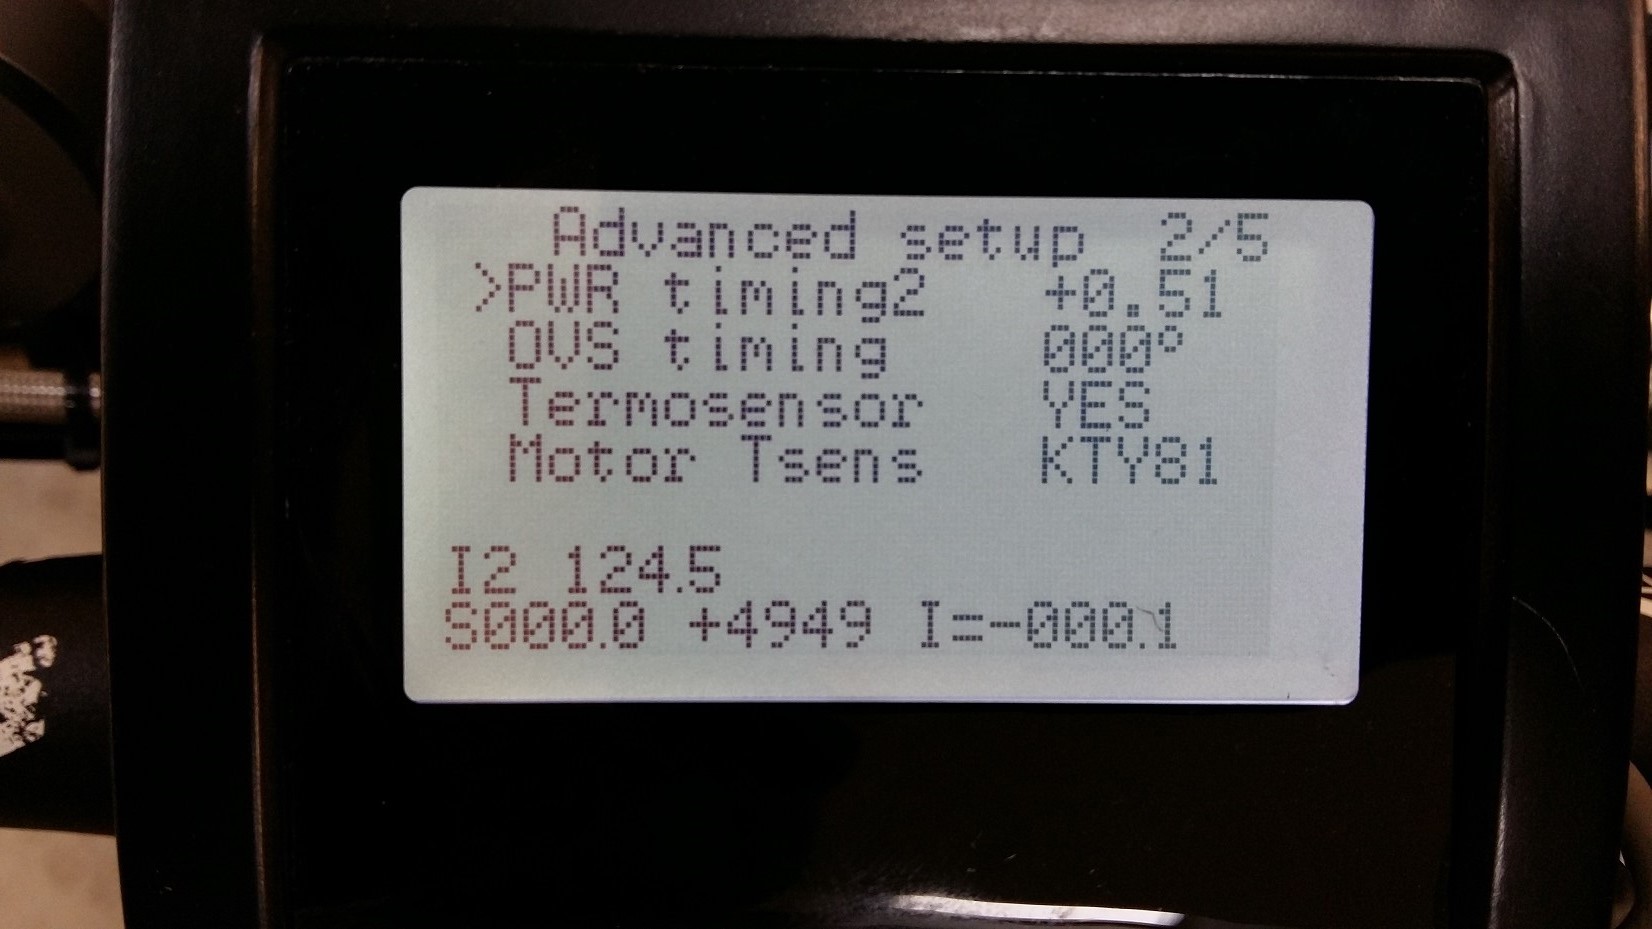 Advanced setup 2/5
>PWR timing2 +0.51
OVS timing 000°
Termosensor YES
Motor Tsens KTY81
I2 124.5
S000.0 +4949 I=-000.1